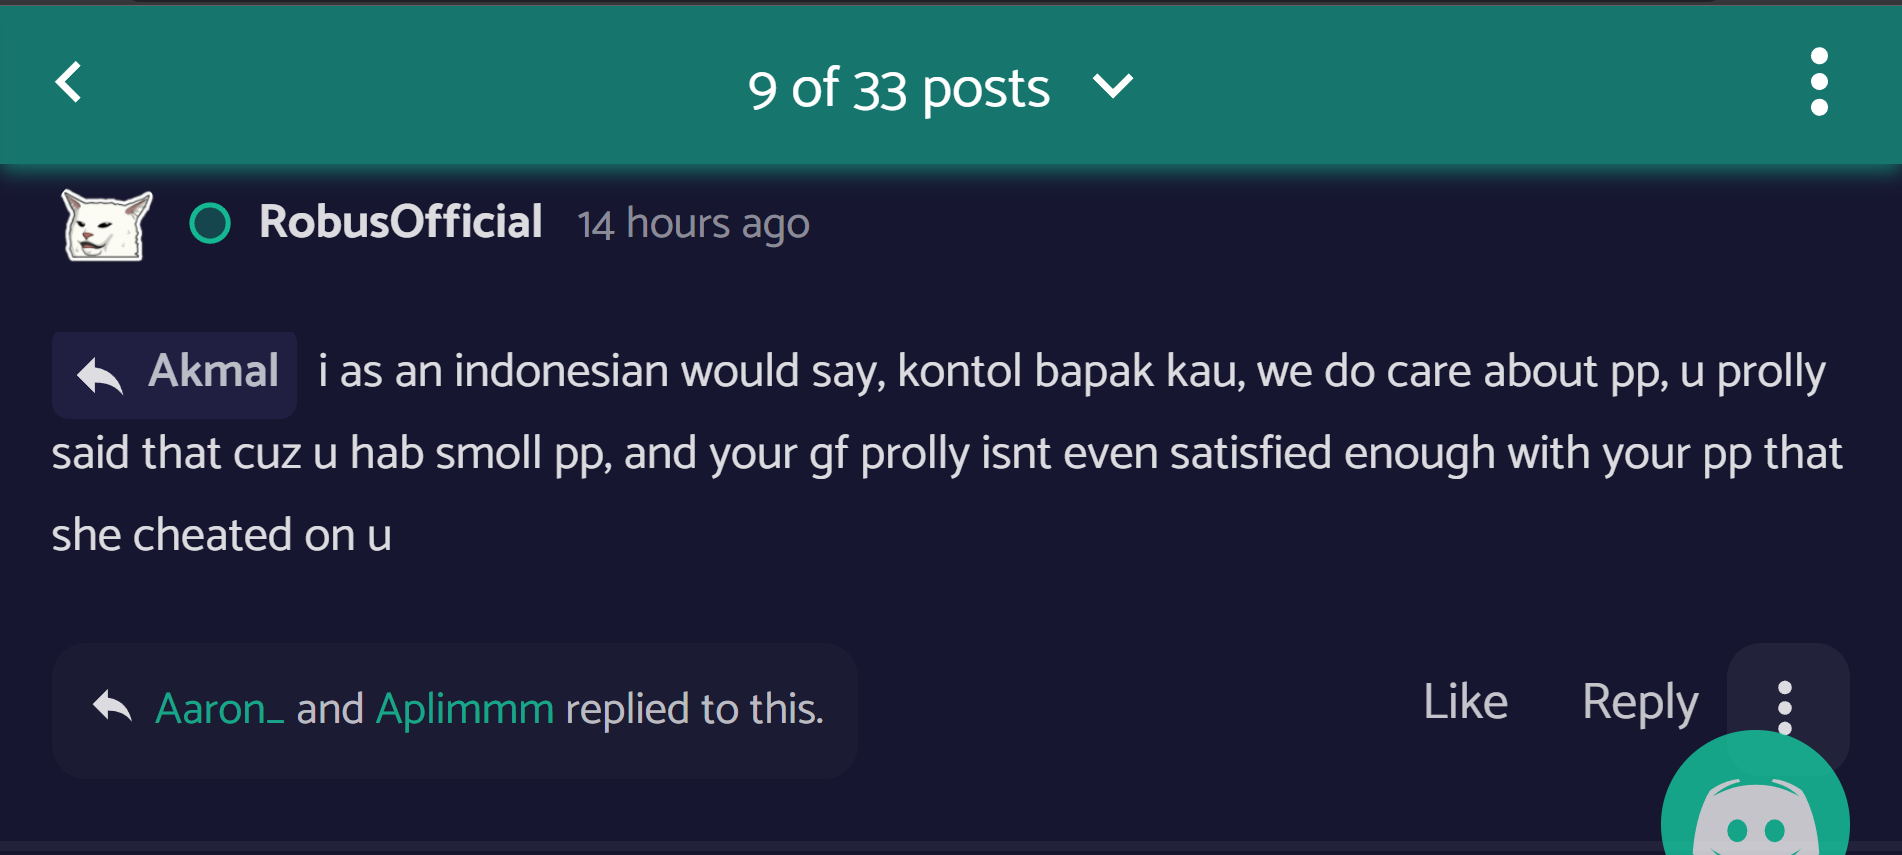 9 of 33 posts
RobusOfficial 14 hours ago
Akmal i as an indonesian would say, kontol bapak kau, we do care about pp, u prolly
said that cuz u hab smoll pp, and your gf prolly isnt even satisfied enough with your pp that
she cheated on u
Aaron_ and Aplimmm replied to this.
Like Reply